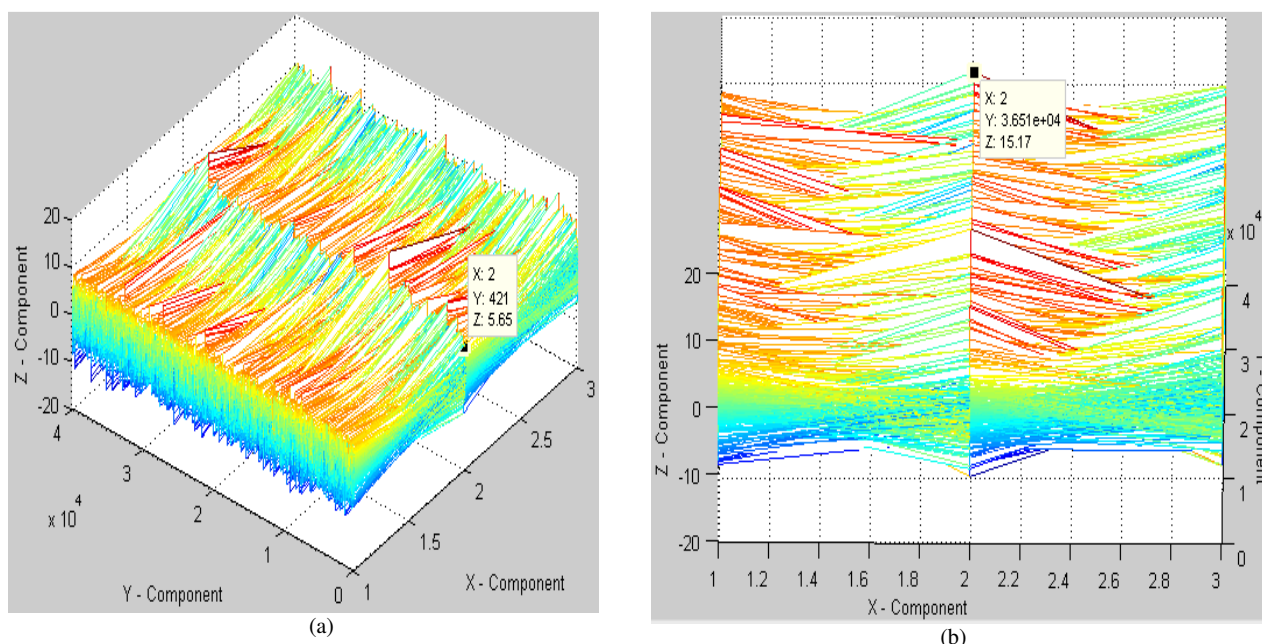 20
10
0
-10
-20
Z - Component
4
3
2
1
0
x 10
4
Y - Component
1
1.5
2
2.5
3
X - Component
X: 2
Y: 421
Z: 5.65
(a)
X: 2
Y: 3.651e+04
Z: 15.17
20
10
0
-10
-20
Z - Component
1
1.2
1.4
1.6
1.8
2
2.2
2.4
2.6
2.8
3
X - Component
x 10
4
4
3
2
1
0
- Component
(b)